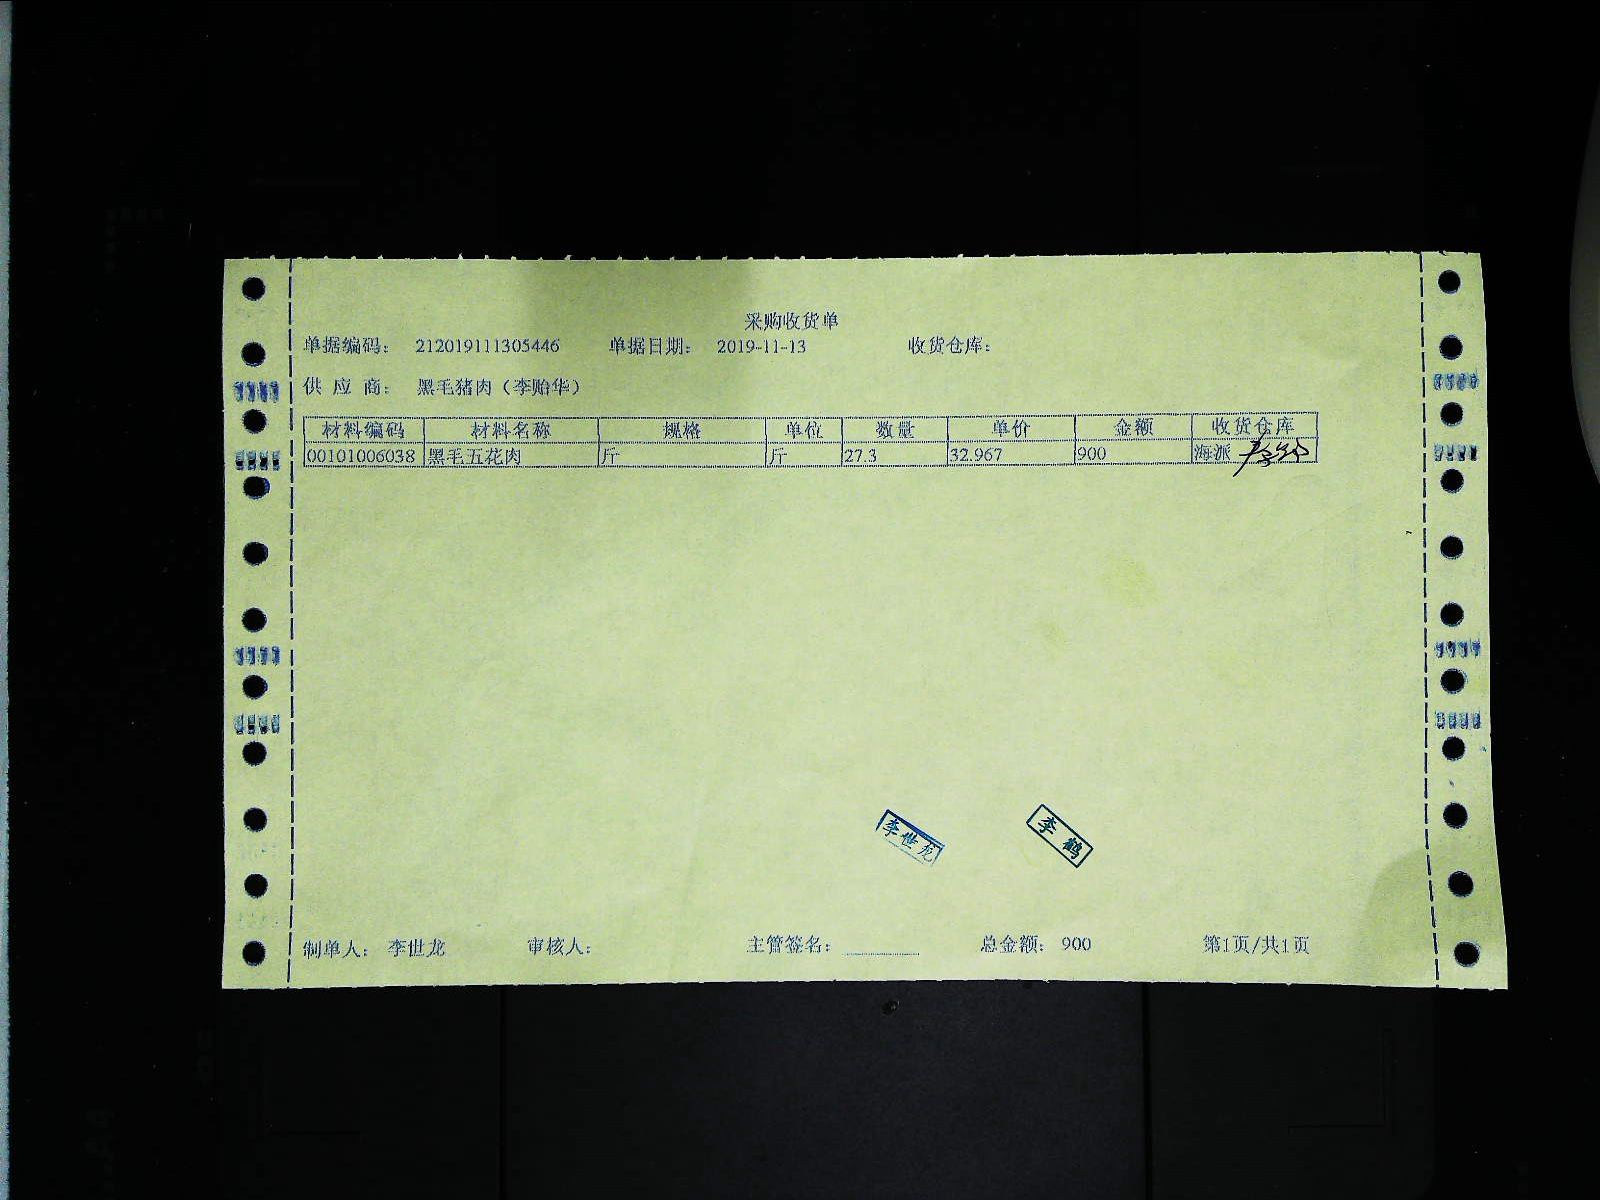 采购收货单
单据编码: 212019111305446 单据日期: 2019-11-13 收货仓库:
供应商: 黑毛猪肉(李贻华)
材料编码 材料名称 规格 单位 数量 单价 金额 收货仓库
00101006038 黑毛五花肉 斤 斤 27.3 32.967 900 海派
李世龙 李鹤
制单人: 李世龙 审核人: 主管签名: 总金额: 900 第1页/共1页